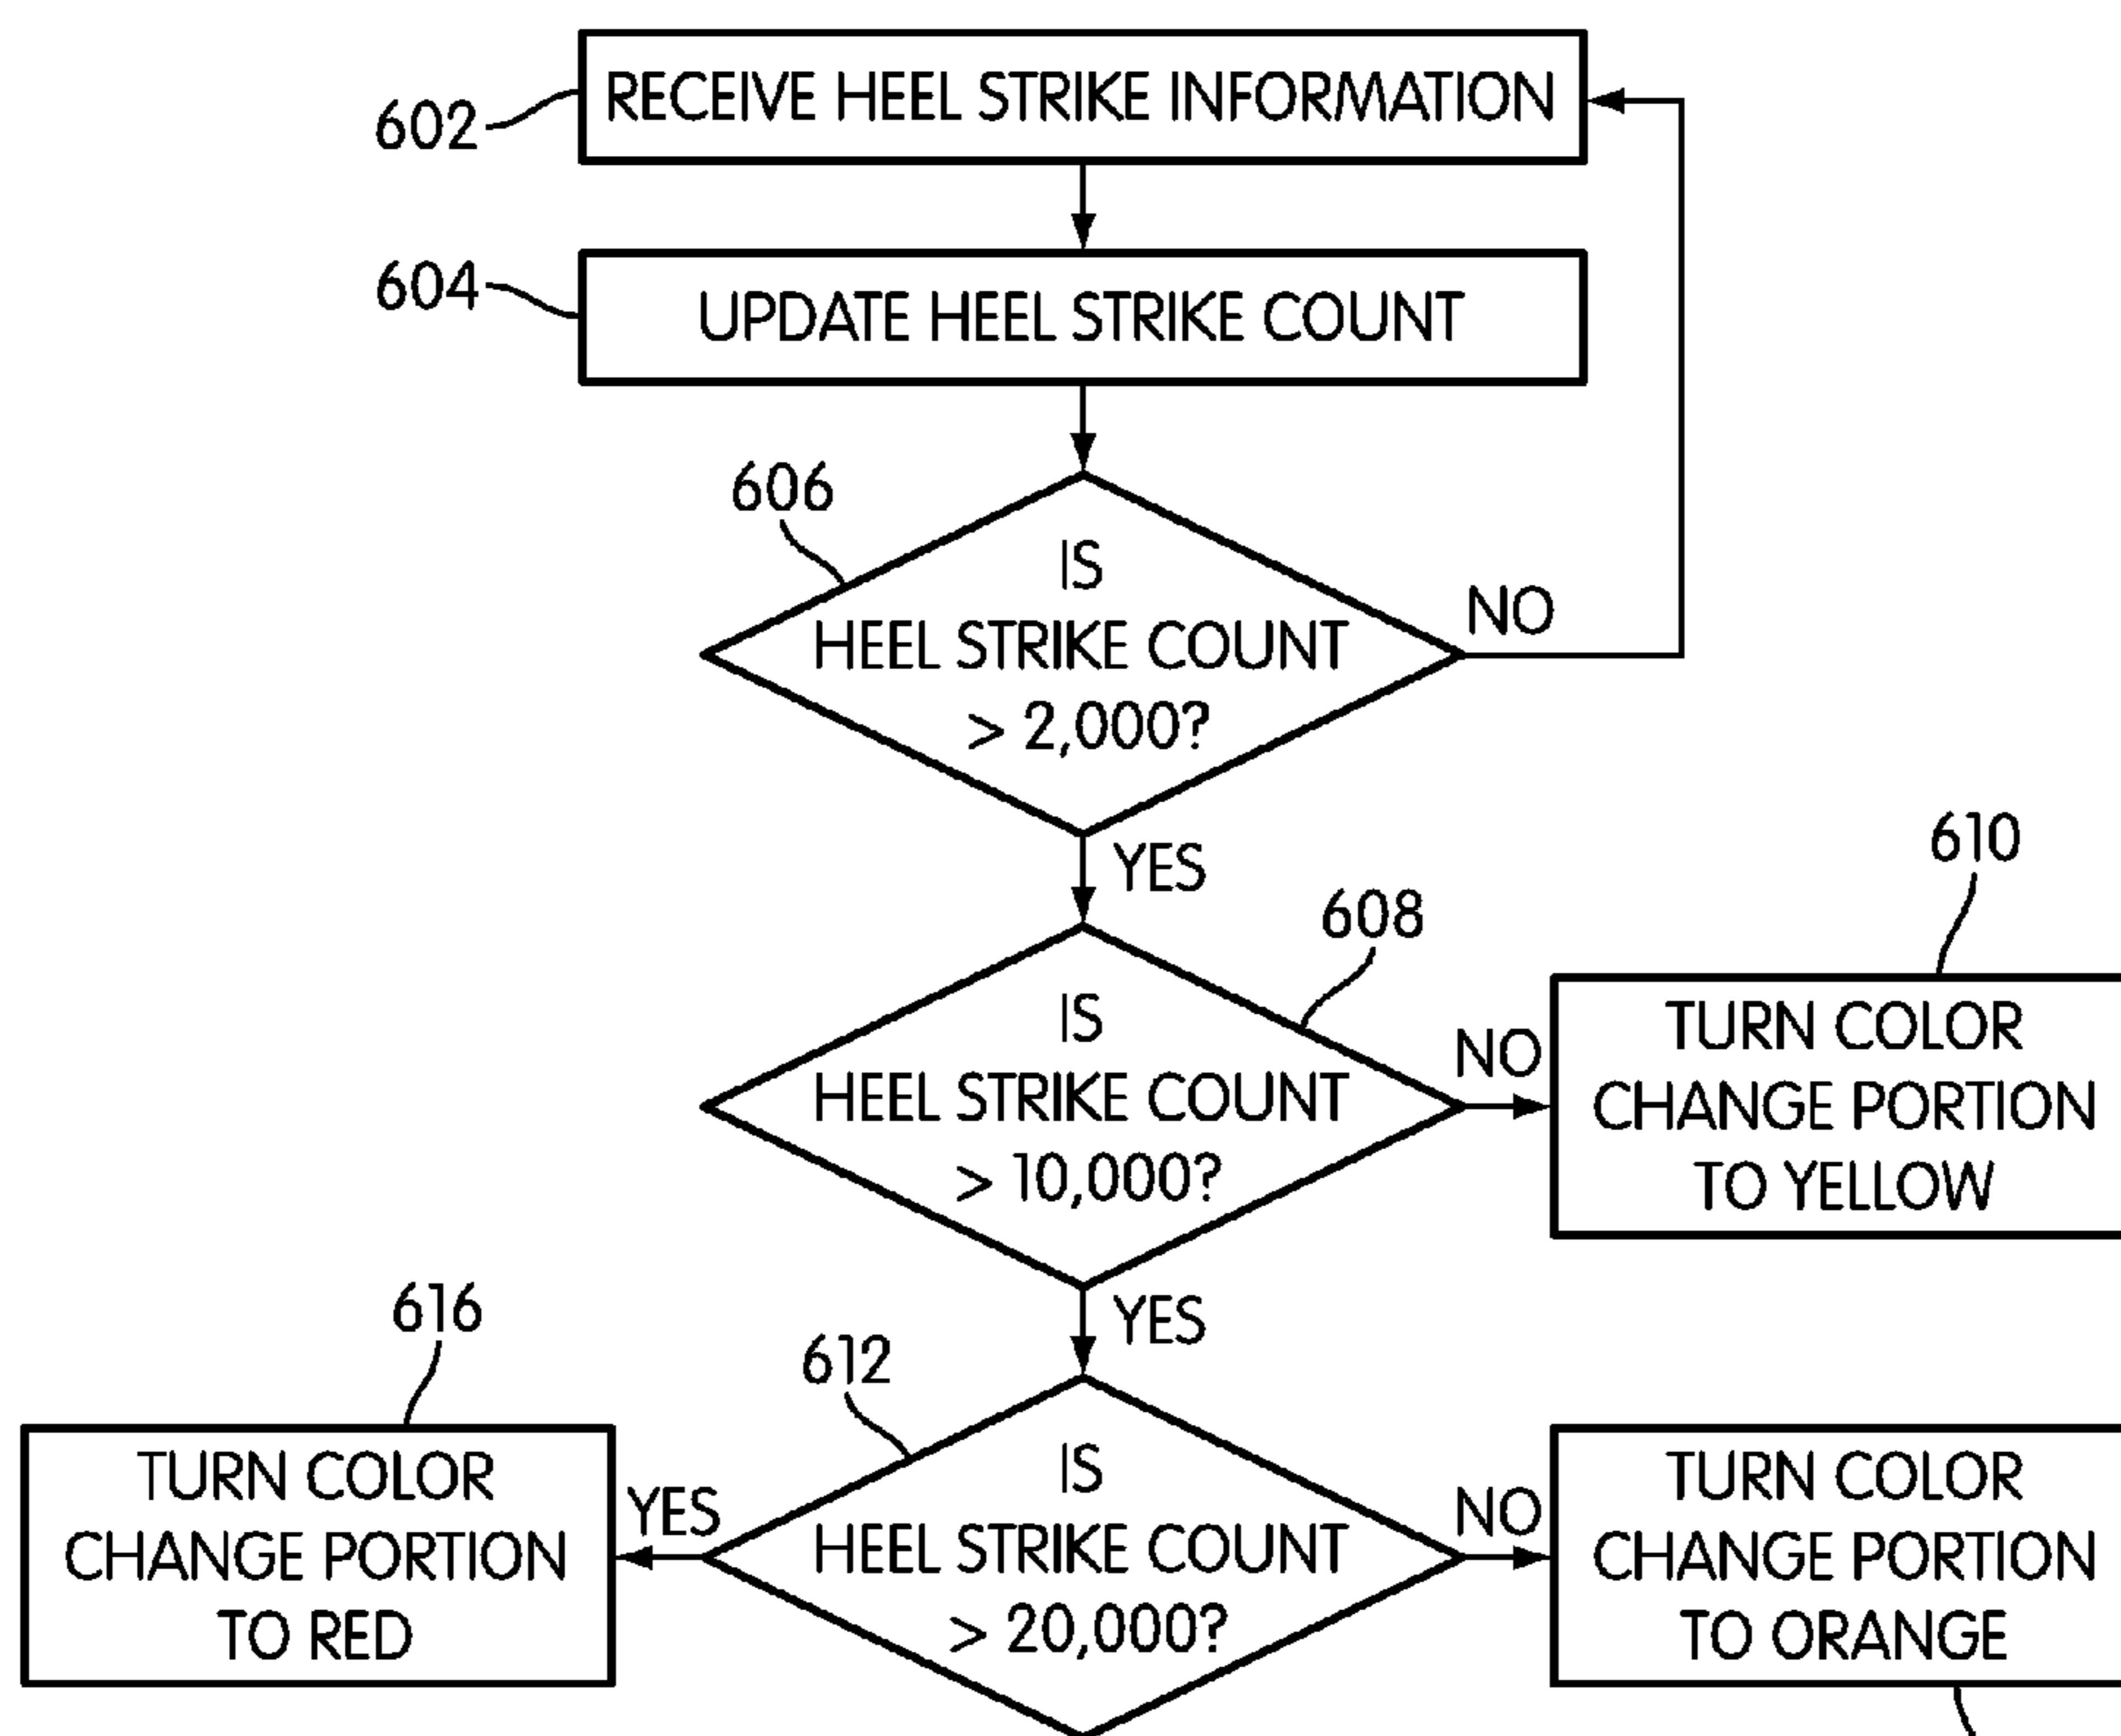 RECEIVE HEEL STRIKE INFORMATION
602
604
UPDATE HEEL STRIKE COUNT
606
IS
HEEL STRIKE COUNT
> 2,000?
NO
YES
608
610
IS
HEEL STRIKE COUNT
> 10,000?
NO
TURN COLOR
CHANGE PORTION
TO YELLOW
YES
616
612
TURN COLOR
CHANGE PORTION
TO RED
YES
IS
HEEL STRIKE COUNT
> 20,000?
NO
TURN COLOR
CHANGE PORTION
TO ORANGE